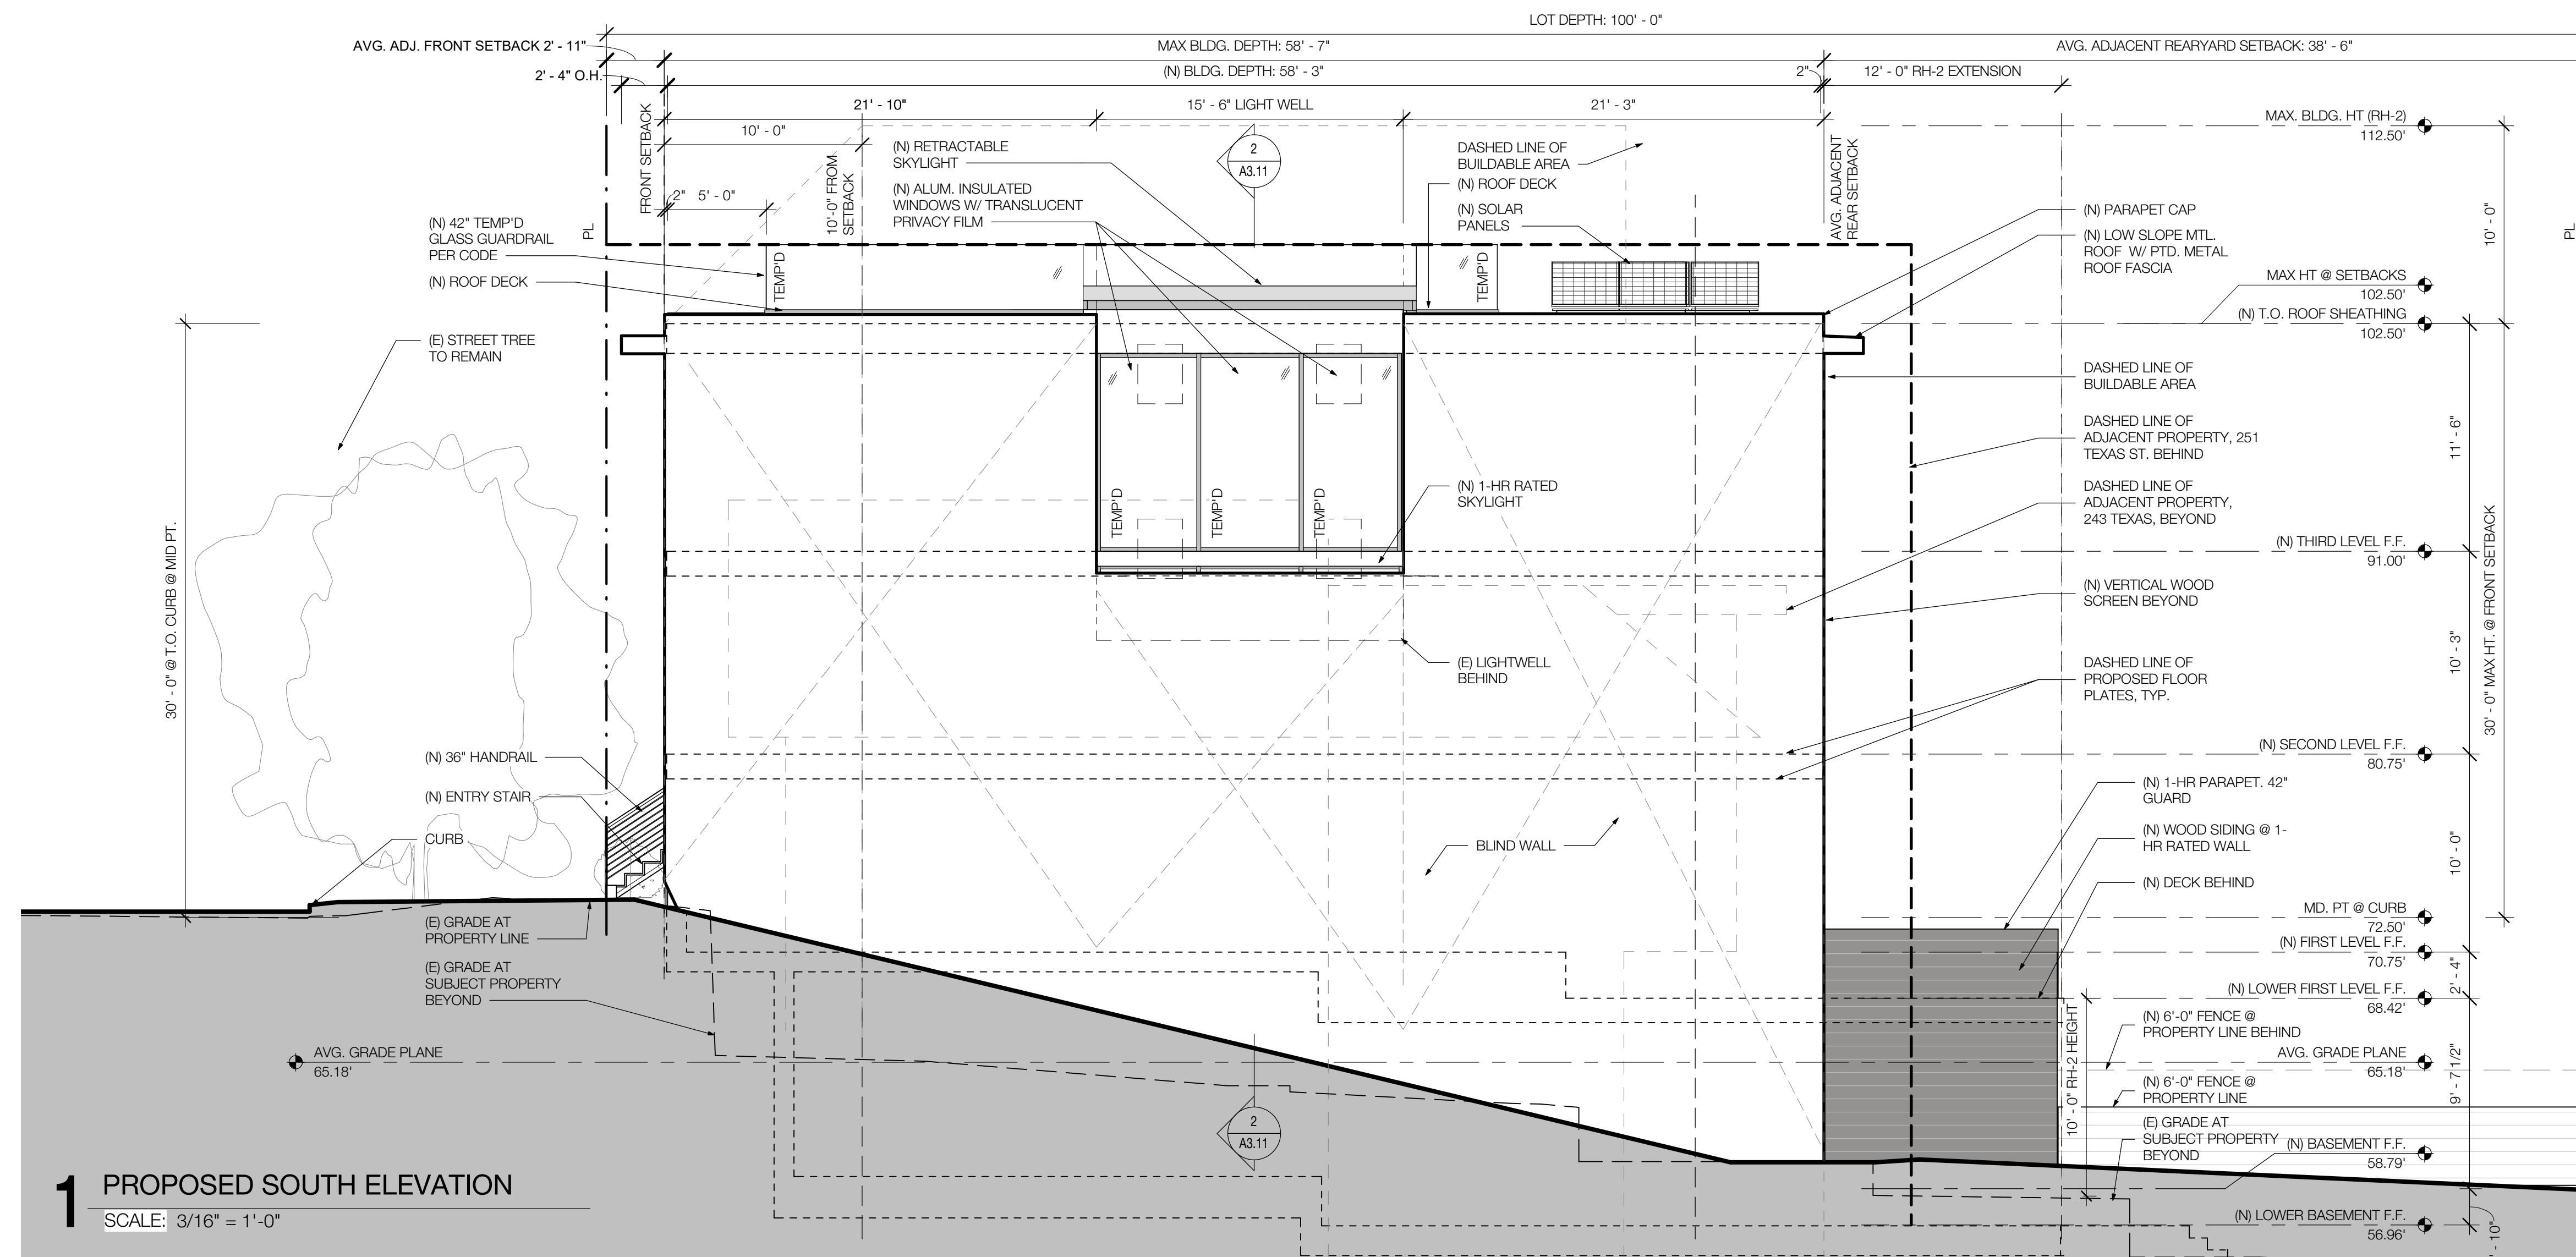 LOT DEPTH: 100' - 0"
AVG. ADJ. FRONT SETBACK 2' - 11"
MAX BLDG. DEPTH: 58' - 7"
AVG. ADJACENT REARYARD SETBACK: 38' - 6"
2' - 4" O.H.
(N) BLDG. DEPTH: 58' - 3"
2"
12' - 0" RH-2 EXTENSION
21' - 10"
15' - 6" LIGHT WELL
21' - 3"
10' - 0"
FRONT SETBACK
10'-0" FROM
SETBACK
2"
5' - 0"
PL
(N) RETRACTABLE
SKYLIGHT
(N) ALUM. INSULATED
WINDOWS W/ TRANSLUCENT
PRIVACY FILM
2
A3.11
DASHED LINE OF
BUILDABLE AREA
(N) ROOF DECK
(N) SOLAR
PANELS
AVG. ADJACENT
REAR SETBACK
MAX. BLDG. HT (RH-2)
112.50'
(N) PARAPET CAP
(N) LOW SLOPE MTL.
ROOF W/ PTD. METAL
ROOF FASCIA
10' - 0"
PL
(N) 42" TEMP'D
GLASS GUARDRAIL
PER CODE
(N) ROOF DECK
TEMP'D
TEMP'D
MAX HT @ SETBACKS
102.50'
(N) T.O. ROOF SHEATHING
102.50'
(E) STREET TREE
TO REMAIN
DASHED LINE OF
BUILDABLE AREA
DASHED LINE OF
ADJACENT PROPERTY, 251
TEXAS ST. BEHIND
11' - 6"
TEMP'D
TEMP'D
TEMP'D
(N) 1-HR RATED
SKYLIGHT
DASHED LINE OF
ADJACENT PROPERTY,
243 TEXAS, BEYOND
(N) THIRD LEVEL F.F.
91.00'
30' - 0" @ T.O. CURB @ MID PT.
(N) VERTICAL WOOD
SCREEN BEYOND
30' - 0" MAX HT. @ FRONT SETBACK
10' - 3"
(E) LIGHTWELL
BEHIND
DASHED LINE OF
PROPOSED FLOOR
PLATES, TYP.
(N) SECOND LEVEL F.F.
80.75'
(N) 36" HANDRAIL
(N) ENTRY STAIR
CURB
(N) 1-HR PARAPET. 42"
GUARD
(N) WOOD SIDING @ 1-
HR RATED WALL
10' - 0"
BLIND WALL
(N) DECK BEHIND
MD. PT @ CURB
72.50'
(E) GRADE AT
PROPERTY LINE
(N) FIRST LEVEL F.F.
70.75'
(E) GRADE AT
SUBJECT PROPERTY
BEYOND
2' - 4"
(N) LOWER FIRST LEVEL F.F.
68.42'
(N) 6'-0" FENCE @
PROPERTY LINE BEHIND
10' - 0" RH-2 HEIGHT
AVG. GRADE PLANE
65.18'
AVG. GRADE PLANE
65.18'
9' - 7 1/2"
(N) 6'-0" FENCE @
PROPERTY LINE
2
A3.11
(E) GRADE AT
SUBJECT PROPERTY
BEYOND
(N) BASEMENT F.F.
58.79'
1 PROPOSED SOUTH ELEVATION
SCALE: 3/16" = 1'-0"
(N) LOWER BASEMENT F.F.
56.96'
- 10"